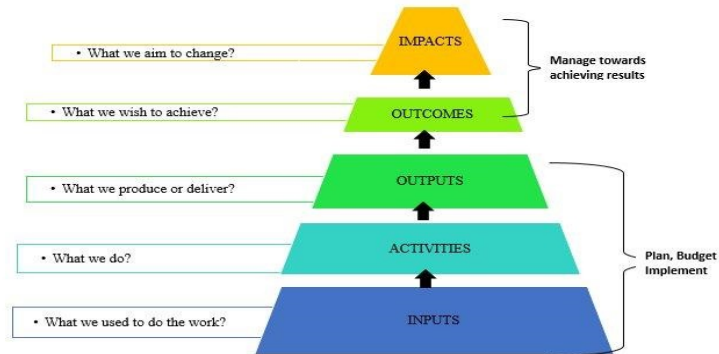 IMPACTS
• What we aim to change?
Manage towards
achieving results
• What we wish to achieve?
OUTCOMES
• What we produce or deliver?
OUTPUTS
• What we do?
ACTIVITIES
Plan, Budget
Implement
• What we used to do the work?
INPUTS